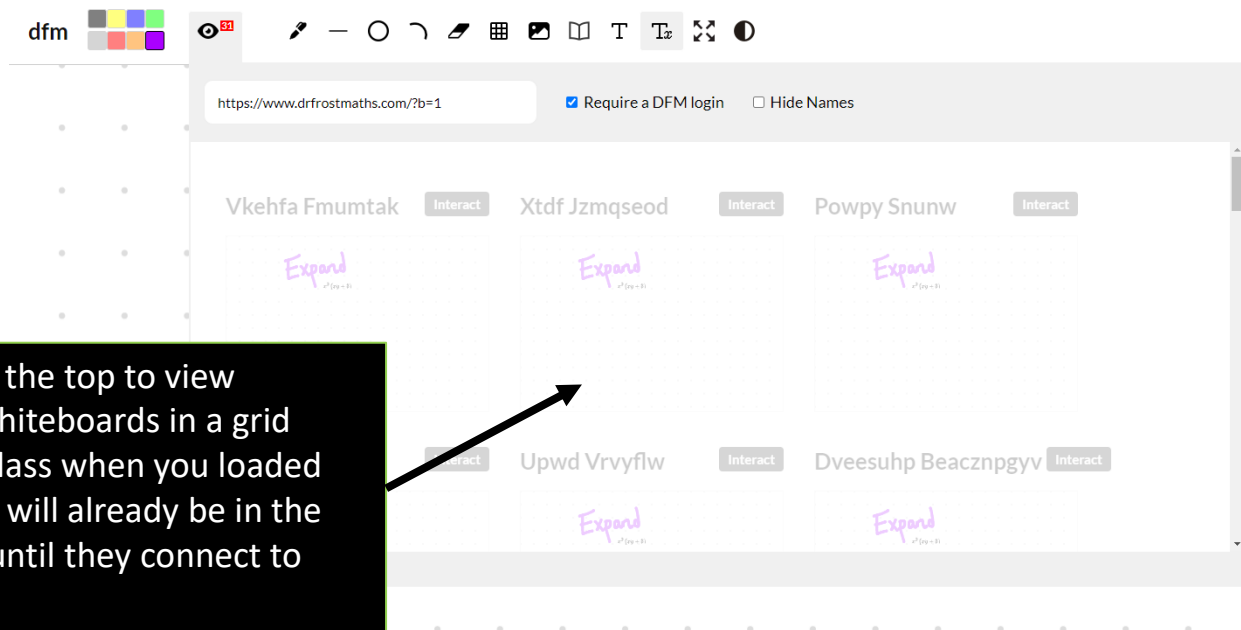 dfm 31 T Tx
https://www.drfrostmaths.com/?b=1 Require a DFM login Hide Names
Vkehfa Fmumtak Interact Xtdf Jzmqseod Interact Powpy Snunw Interact
Expand Expand Expand
the top to view
hiteboards in a grid
lass when you loaded
will already be in the
until they connect to
Interact Upwd Vrvyflw Interact Dveesuhp Beacznpgyv Interact
Expand Expand